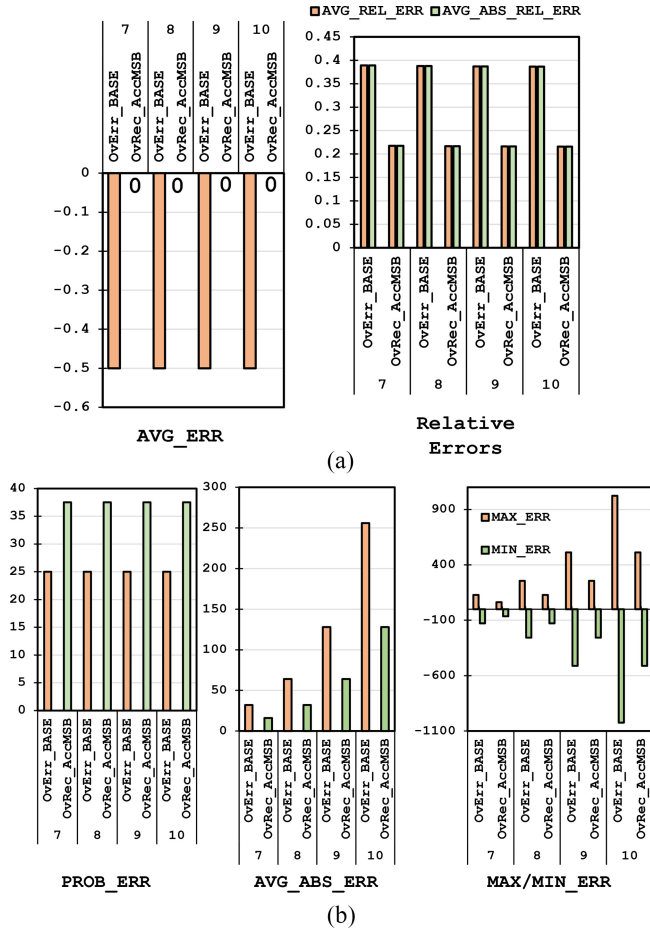 7 8 9 10
OvErr_BASE OvRec_AccMSB OvErr_BASE OvRec_AccMSB OvErr_BASE OvRec_AccMSB OvErr_BASE OvRec_AccMSB
0
0 0 0 0
-0.1
-0.2
-0.3
-0.4
-0.5
-0.6
AVG_ERR
AVG_REL_ERR AVG_ABS_REL_ERR
0.45
0.4
0.35
0.3
0.25
0.2
0.15
0.1
0.05
0
OvErr_BASE OvRec_AccMSB OvErr_BASE OvRec_AccMSB OvErr_BASE OvRec_AccMSB OvErr_BASE OvRec_AccMSB
7 8 9 10
Relative
Errors
(a)
40
35
30
25
20
15
10
5
0
OvErr_BASE OvRec_AccMSB OvErr_BASE OvRec_AccMSB OvErr_BASE OvRec_AccMSB OvErr_BASE OvRec_AccMSB
7 8 9 10
PROB_ERR
300
250
200
150
100
50
0
OvErr_BASE OvRec_AccMSB OvErr_BASE OvRec_AccMSB OvErr_BASE OvRec_AccMSB OvErr_BASE OvRec_AccMSB
7 8 9 10
AVG_ABS_ERR
900
MAX_ERR
MIN_ERR
400
-100
-600
-1100
OvErr_BASE OvRec_AccMSB OvErr_BASE OvRec_AccMSB OvErr_BASE OvRec_AccMSB OvErr_BASE OvRec_AccMSB
7 8 9 10
MAX/MIN_ERR
(b)